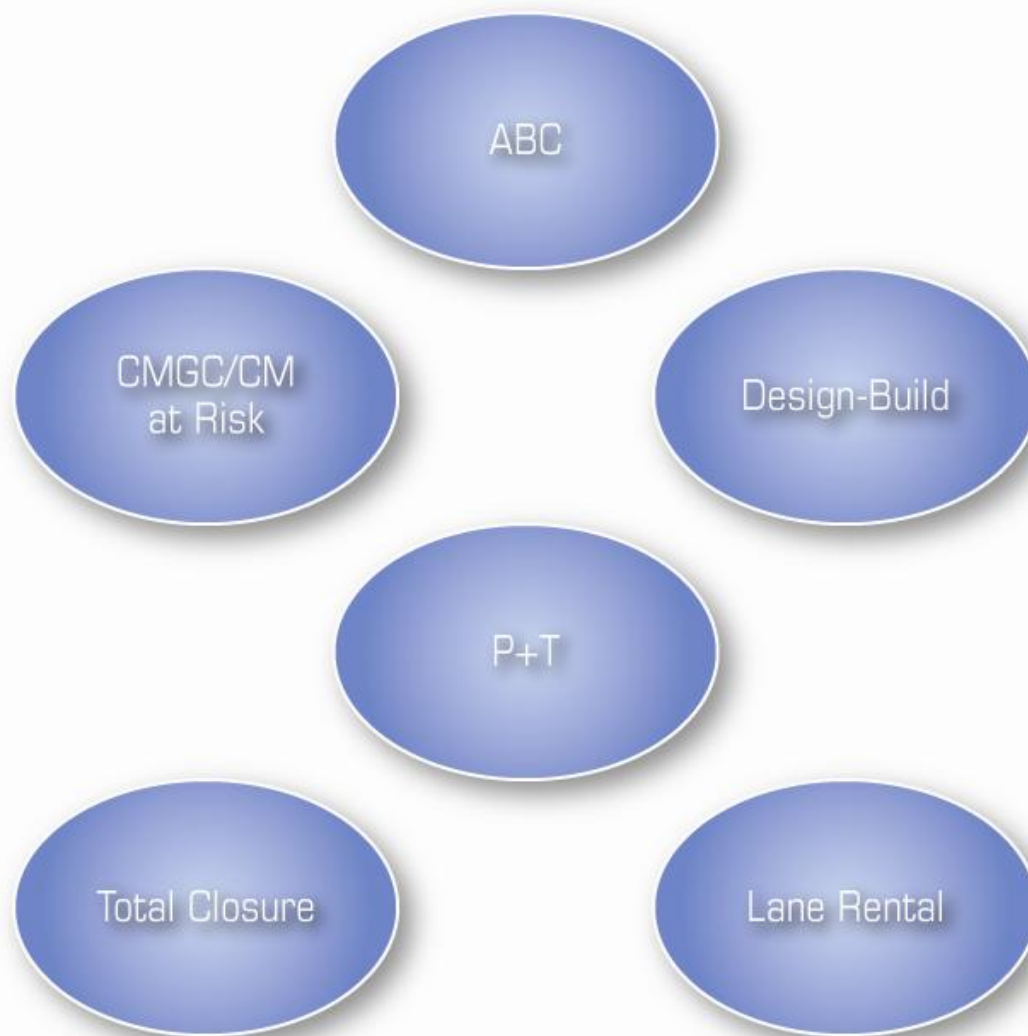 ABC
CMGC/CM
at Risk
Design-Build
P+T
Total Closure
Lane Rental